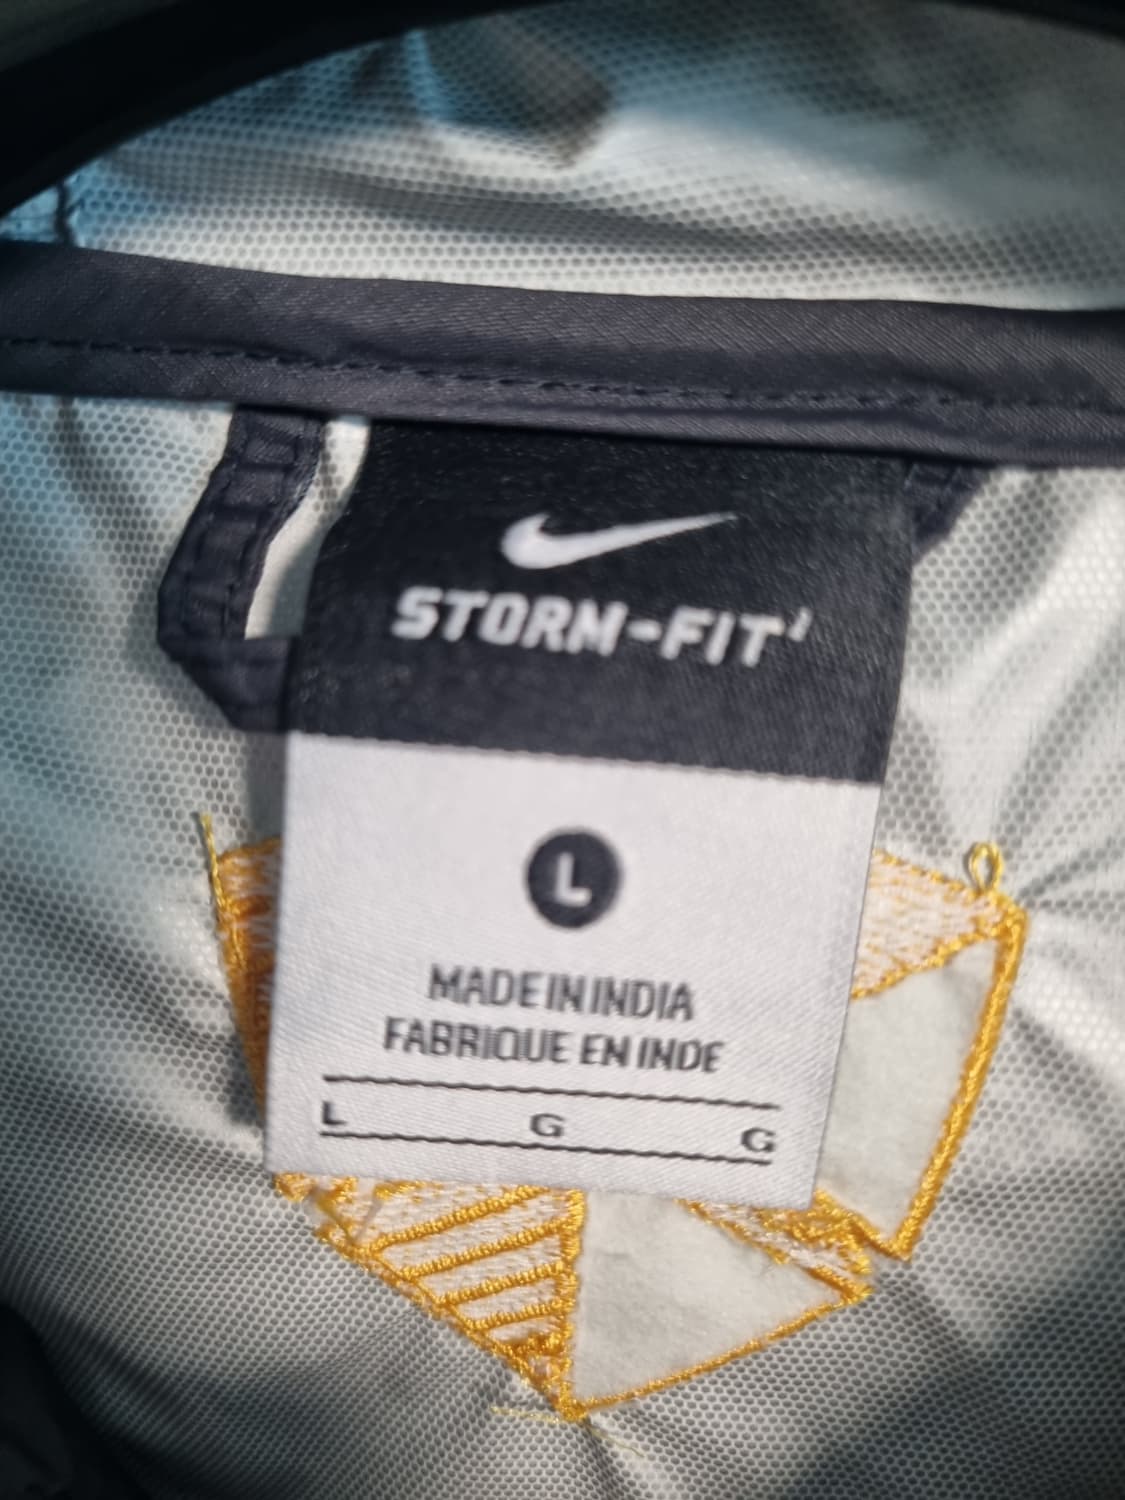 STORM-FIT
L
MADE IN INDIA
FABRIQUE EN INDE
L G G